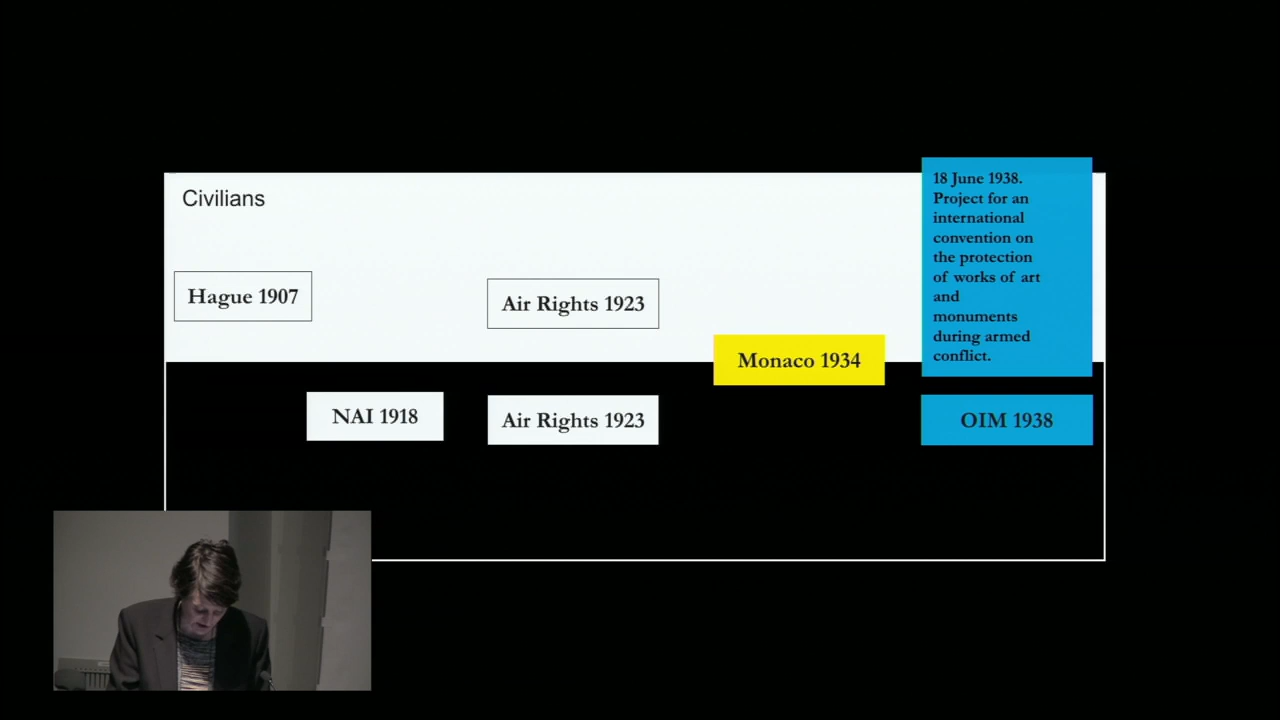 Civilians
Hague 1907
Air Rights 1923
18 June 1938.
Project for an
international
convention on
the protection
of works of art
and
monuments
during armed
conflict.
Monaco 1934
NAI 1918
Air Rights 1923
OIM 1938